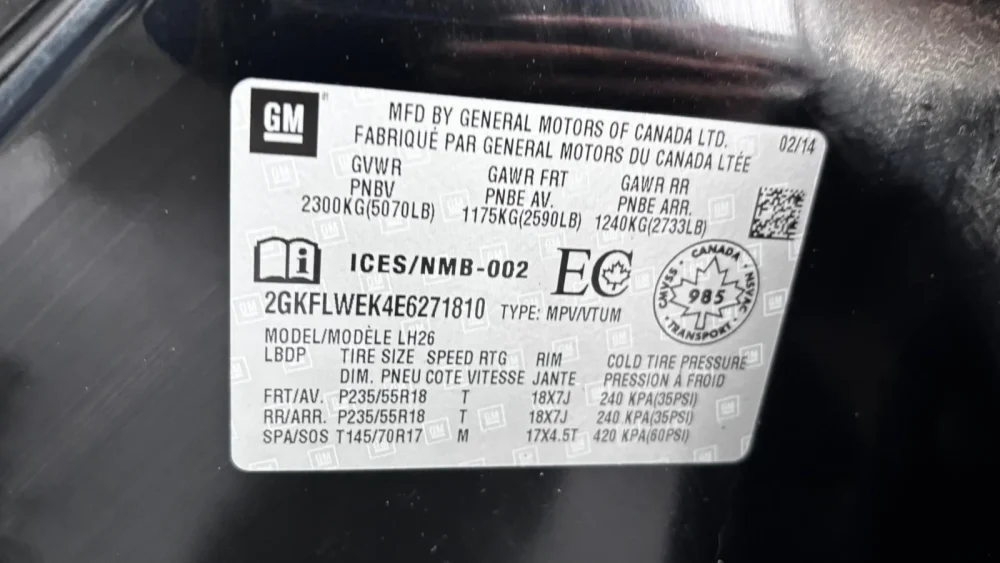 GM
MFD BY GENERAL MOTORS OF CANADA LTD.
FABRIQUÉ PAR GENERAL MOTORS DU CANADA LTÉE
02/14
GVWR GAWR FRT GAWR RR
PNBV PNBE AV. PNBE ARR.
2300KG(5070LB) 1175KG(2590LB) 1240KG(2733LB)
i ICES/NMB-002 EC
CANADA
CMVSS 985 NSVAC
TRANSPORT
2GKFLWEK4E6271810 TYPE: MPV/VTUM
MODEL/MODÈLE LH26
LBDP TIRE SIZE SPEED RTG RIM COLD TIRE PRESSURE
DIM. PNEU COTE VITESSE JANTE PRESSION À FROID
FRT/AV. P235/55R18 T 18X7J 240 KPA(35PSI)
RR/ARR. P235/55R18 T 18X7J 240 KPA(35PSI)
SPA/SOS T145/70R17 M 17X4.5T 420 KPA(60PSI)